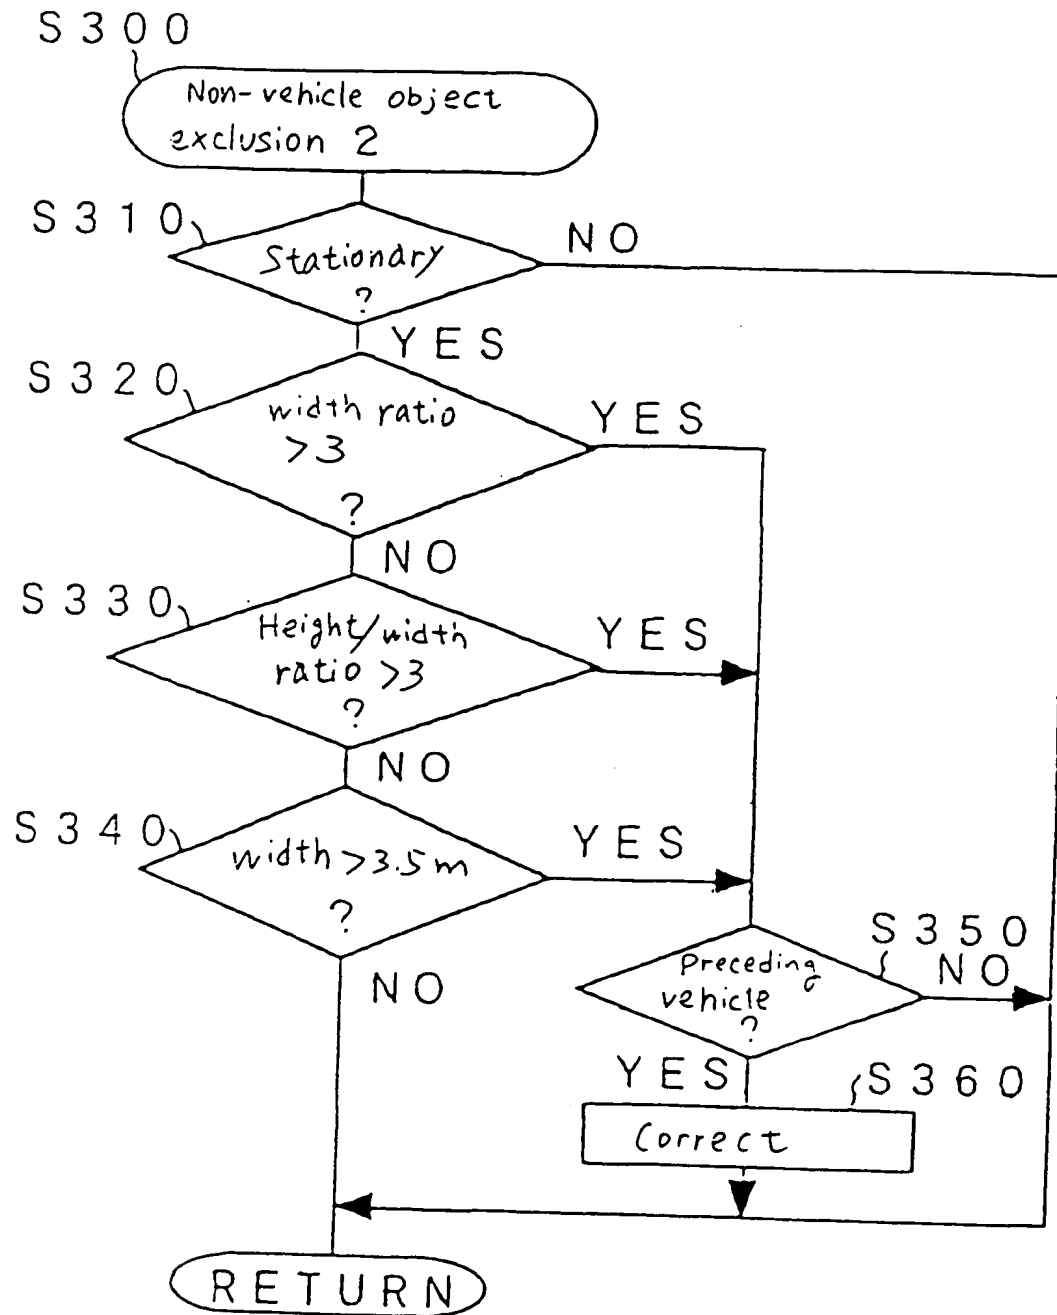 S300
Non-vehicle object
exclusion 2
S310
Stationary
?
NO
YES
S320
width ratio
>3
?
YES
NO
S330
Height/width
ratio >3
?
YES
NO
S340
width >3.5m
?
YES
NO
S350
Preceding
vehicle
?
NO
YES
S360
Correct
RETURN